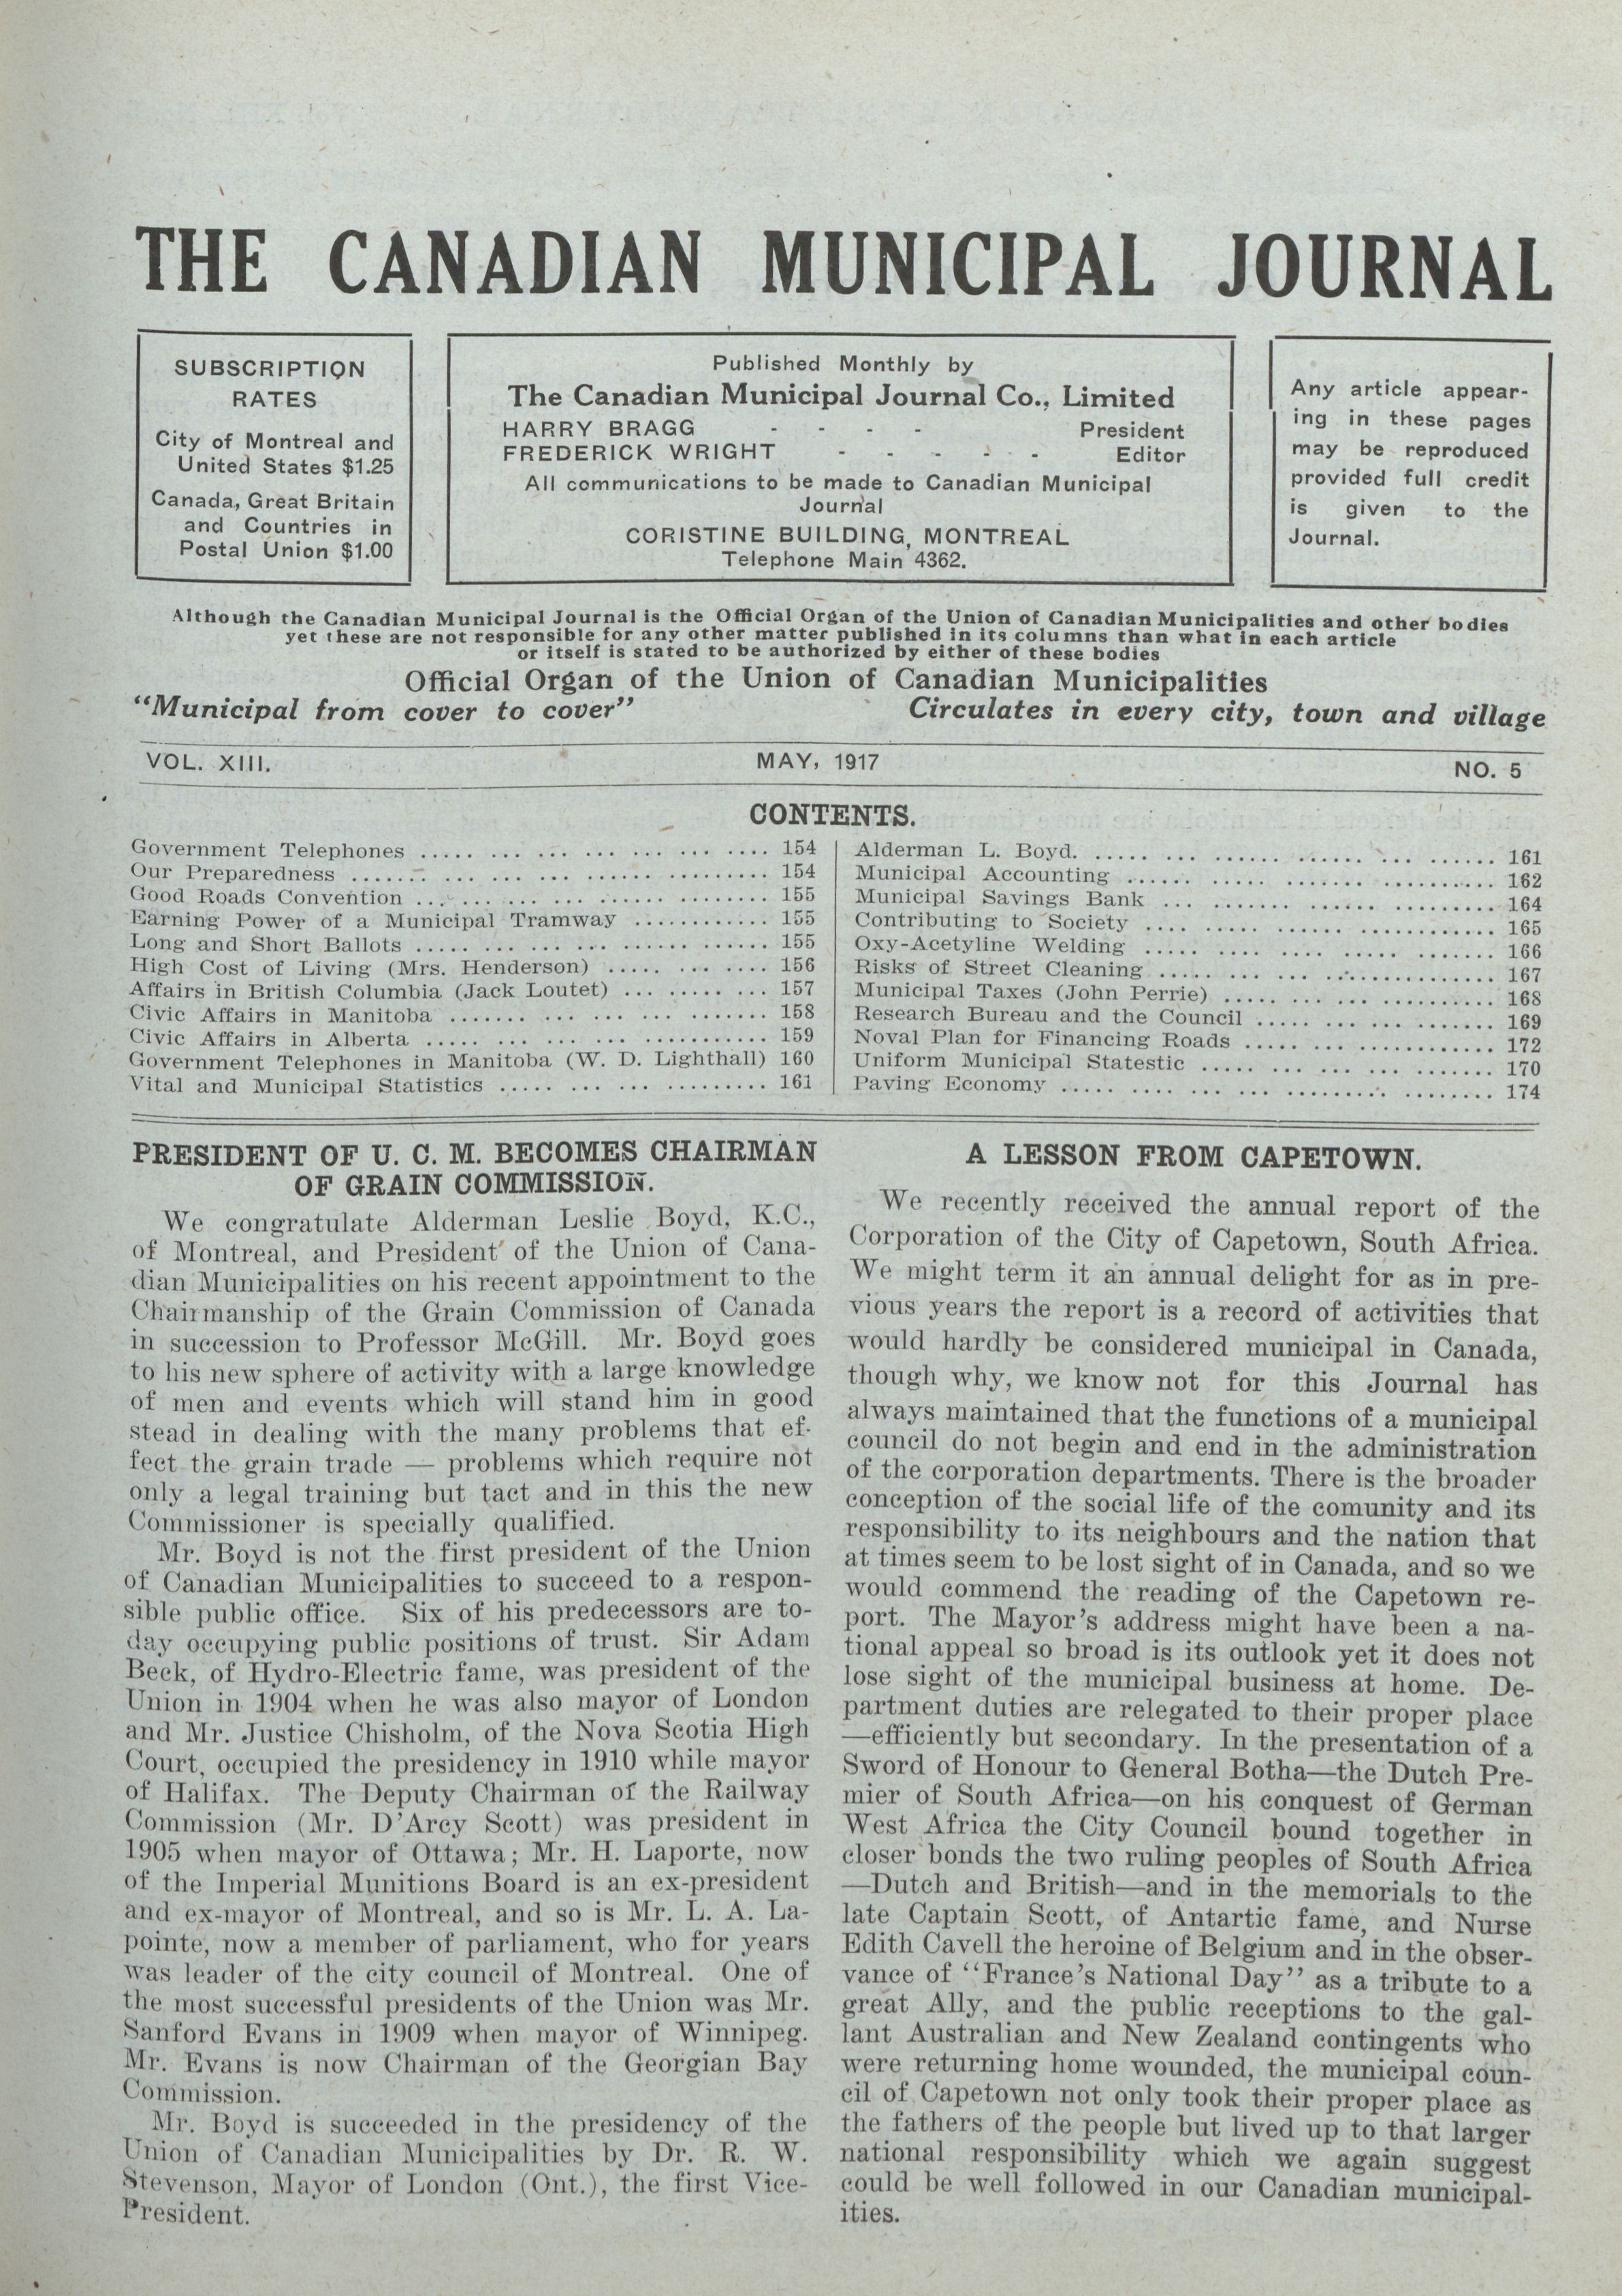 THE CANADIAN MUNICIPAL JOURNAL
SUBSCRIPTION
RATES
City of Montreal and
United States $1.25
Canada, Great Britain
and Countries in
Postal Union $1.00
Published Monthly by
The Canadian Municipal Journal Co., Limited
HARRY BRAGG - - - - President
FREDERICK WRIGHT - - - - - Editor
All communications to be made to Canadian Municipal
Journal
CORISTINE BUILDING, MONTREAL
Telephone Main 4362.
Any article appear-
ing in these pages
may be reproduced
provided full credit
is given to the
Journal.
Although the Canadian Municipal Journal is the Official Organ of the Union of Canadian Municipalities and other bodies
yet these are not responsible for any other matter published in its columns than what in each article
or itself is stated to be authorized by either of these bodies
Official Organ of the Union of Canadian Municipalities
"Municipal from cover to cover" Circulates in every city, town and village
VOL. XIII. MAY, 1917 NO. 5
CONTENTS.
Government Telephones ..... ... ... ... ... ... .... 154
Our Preparedness ....... ... ... ... ...... ......... 154
Good Roads Convention ... ... ... ... ...... ........ 155
Earning Power of a Municipal Tramway ............ 155
Long and Short Ballots ..... ... ... ... ...... ...... 155
High Cost of Living (Mrs. Henderson) ..... ... .... 156
Affairs in British Columbia (Jack Loutet) ... ..... ... 157
Civic Affairs in Manitoba ....... ... ... ... ....... 158
Civic Affairs in Alberta ..... ... ... ... ........... 159
Government Telephones in Manitoba (W. D. Lighthall) 160
Vital and Municipal Statistics ..... ... ... ......... 161
Alderman L. Boyd. ..... ... ...... ...... ... ...... 161
Municipal Accounting ...... ..... ....... .......... 162
Municipal Savings Bank ... ....... ...... ......... 164
Contributing to Society .... ..... ...... ............ 165
Oxy-Acetyline Welding ..... .... .... ..... ....... 166
Risks of Street Cleaning ..... ... ... .............. 167
Municipal Taxes (John Perrie) ..... ... ... .......... 168
Research Bureau and the Council ..... ... ... ....... 169
Noval Plan for Financing Roads ..... ... ............ 172
Uniform Municipal Statestic ..... ... ... ... ....... 170
Paving Economy ..... .... ... ... .......... ........ 174
PRESIDENT OF U. C. M. BECOMES CHAIRMAN
OF GRAIN COMMISSION.
We congratulate Alderman Leslie Boyd, K.C.,
of Montreal, and President of the Union of Cana-
dian Municipalities on his recent appointment to the
Chairmanship of the Grain Commission of Canada
in succession to Professor McGill. Mr. Boyd goes
to his new sphere of activity with a large knowledge
of men and events which will stand him in good
stead in dealing with the many problems that ef-
fect the grain trade — problems which require not
only a legal training but tact and in this the new
Commissioner is specially qualified.
Mr. Boyd is not the first president of the Union
of Canadian Municipalities to succeed to a respon-
sible public office. Six of his predecessors are to-
day occupying public positions of trust. Sir Adam
Beck, of Hydro-Electric fame, was president of the
Union in 1904 when he was also mayor of London
and Mr. Justice Chisholm, of the Nova Scotia High
Court, occupied the presidency in 1910 while mayor
of Halifax. The Deputy Chairman of the Railway
Commission (Mr. D'Arcy Scott) was president in
1905 when mayor of Ottawa; Mr. H. Laporte, now
of the Imperial Munitions Board is an ex-president
and ex-mayor of Montreal, and so is Mr. L. A. La-
pointe, now a member of parliament, who for years
was leader of the city council of Montreal. One of
the most successful presidents of the Union was Mr.
Sanford Evans in 1909 when mayor of Winnipeg.
Mr. Evans is now Chairman of the Georgian Bay
Commission.
Mr. Boyd is succeeded in the presidency of the
Union of Canadian Municipalities by Dr. R. W.
Stevenson, Mayor of London (Ont.), the first Vice-
President.
A LESSON FROM CAPETOWN.
We recently received the annual report of the
Corporation of the City of Capetown, South Africa.
We might term it an annual delight for as in pre-
vious years the report is a record of activities that
would hardly be considered municipal in Canada,
though why, we know not for this Journal has
always maintained that the functions of a municipal
council do not begin and end in the administration
of the corporation departments. There is the broader
conception of the social life of the comunity and its
responsibility to its neighbours and the nation that
at times seem to be lost sight of in Canada, and so we
would commend the reading of the Capetown re-
port. The Mayor's address might have been a na-
tional appeal so broad is its outlook yet it does not
lose sight of the municipal business at home. De-
partment duties are relegated to their proper place
—efficiently but secondary. In the presentation of a
Sword of Honour to General Botha—the Dutch Pre-
mier of South Africa—on his conquest of German
West Africa the City Council bound together in
closer bonds the two ruling peoples of South Africa
—Dutch and British—and in the memorials to the
late Captain Scott, of Antartic fame, and Nurse
Edith Cavell the heroine of Belgium and in the obser-
vance of "France's National Day" as a tribute to a
great Ally, and the public receptions to the gal-
lant Australian and New Zealand contingents who
were returning home wounded, the municipal coun-
cil of Capetown not only took their proper place as
the fathers of the people but lived up to that larger
national responsibility which we again suggest
could be well followed in our Canadian municipal-
ities.